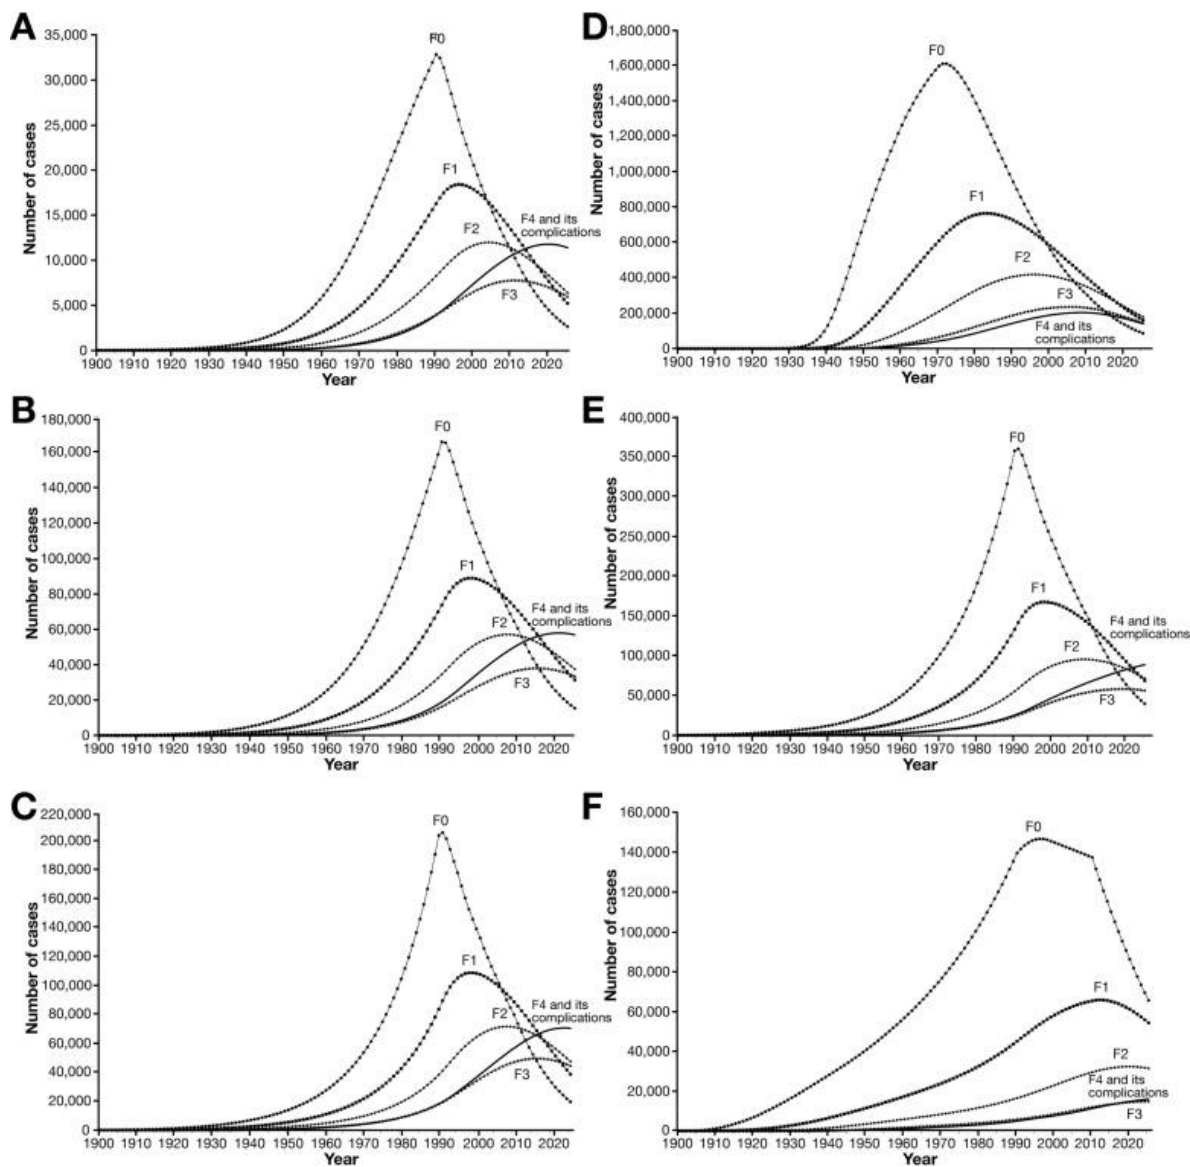 A
Number of cases
35,000
30,000
25,000
20,000
15,000
10,000
5,000
0
F0
F1
F2
F4 and its
complications
F3
1900 1910 1920 1930 1940 1950 1960 1970 1980 1990 2000 2010 2020
Year
B
Number of cases
180,000
160,000
140,000
120,000
100,000
80,000
60,000
40,000
20,000
0
F0
F1
F4 and its
complications
F2
F3
1900 1910 1920 1930 1940 1950 1960 1970 1980 1990 2000 2010 2020
Year
C
Number of cases
220,000
200,000
180,000
160,000
140,000
120,000
100,000
80,000
60,000
40,000
20,000
0
F0
F1
F4 and its
complications
F2
F3
1900 1910 1920 1930 1940 1950 1960 1970 1980 1990 2000 2010 2020
Year
D
Number of cases
1,800,000
1,600,000
1,400,000
1,200,000
1,000,000
800,000
600,000
400,000
200,000
0
F0
F1
F2
F3
F4 and its
complications
1900 1910 1920 1930 1940 1950 1960 1970 1980 1990 2000 2010 2020
Year
E
Number of cases
400,000
350,000
300,000
250,000
200,000
150,000
100,000
50,000
0
F0
F1
F4 and its
complications
F2
F3
1900 1910 1920 1930 1940 1950 1960 1970 1980 1990 2000 2010 2020
Year
F
Number of cases
160,000
140,000
120,000
100,000
80,000
60,000
40,000
20,000
0
F0
F1
F2
F4 and its
complications
F3
1900 1910 1920 1930 1940 1950 1960 1970 1980 1990 2000 2010 2020
Year